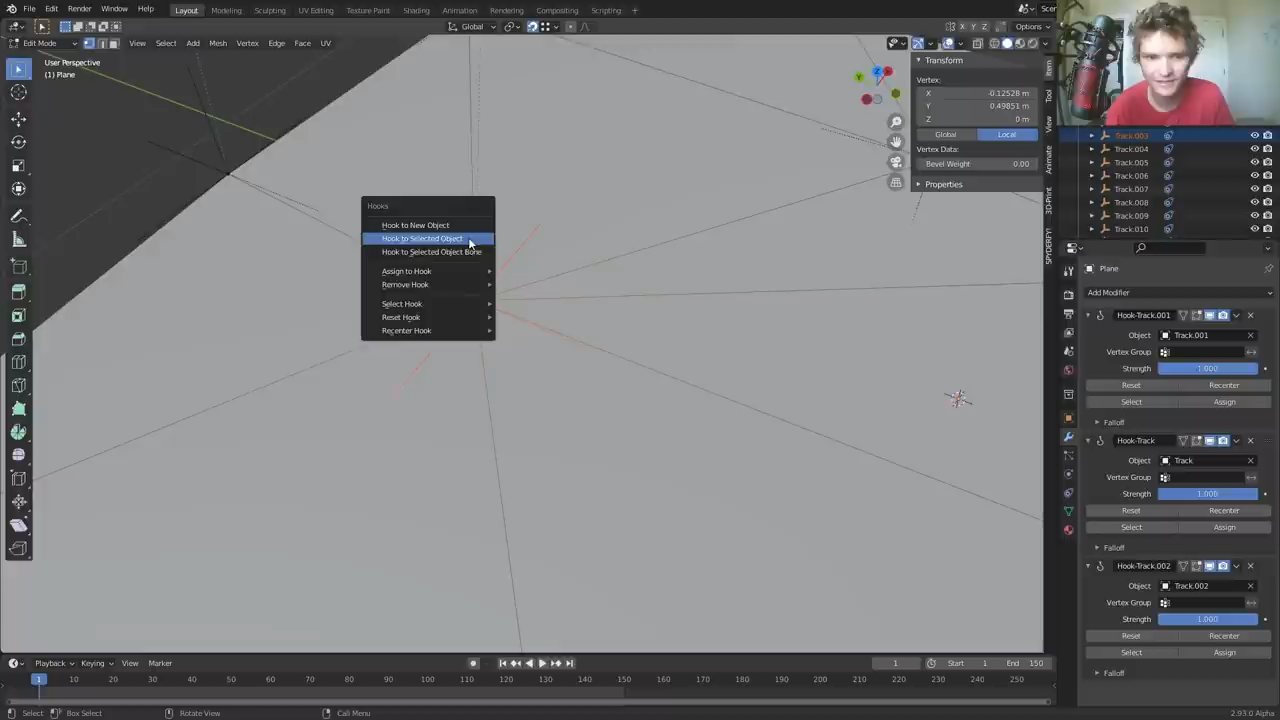 File Edit Render Window Help Layout Modeling Sculpting UV Editing Texture Paint Shading Animation Rendering Compositing Scripting + Scer
Global X Y Z Options
Edit Mode View Select Add Mesh Vertex Edge Face UV
User Perspective
(1) Plane
Y Z X
Transform
Vertex:
X -0.12528 m
Y 0.49851 m
Z 0 m
Global Local
Vertex Data:
Bevel Weight 0.00
Properties
Item
Tool
View
Animate
3D-Print
SPYDERFY!
Track.003
Track.004
Track.005
Track.006
Track.007
Track.008
Track.009
Track.010
Hooks
Hook to New Object
Hook to Selected Object
Hook to Selected Object Bone
Assign to Hook
Remove Hook
Select Hook
Reset Hook
Recenter Hook
Plane
Add Modifier
Hook-Track.001
Object Track.001
Vertex Group
Strength 1.000
Reset Recenter
Select Assign
Falloff
Hook-Track
Object Track
Vertex Group
Strength 1.000
Reset Recenter
Select Assign
Falloff
Hook-Track.002
Object Track.002
Vertex Group
Strength 1.000
Reset Recenter
Select Assign
Falloff
Playback Keying View Marker 1 Start 1 End 150
1 10 20 30 40 50 60 70 80 90 100 110 120 130 140 150 160 170 180 190 200 210 220 230 240 250
Select Box Select Rotate View Call Menu 2.93.0 Alpha